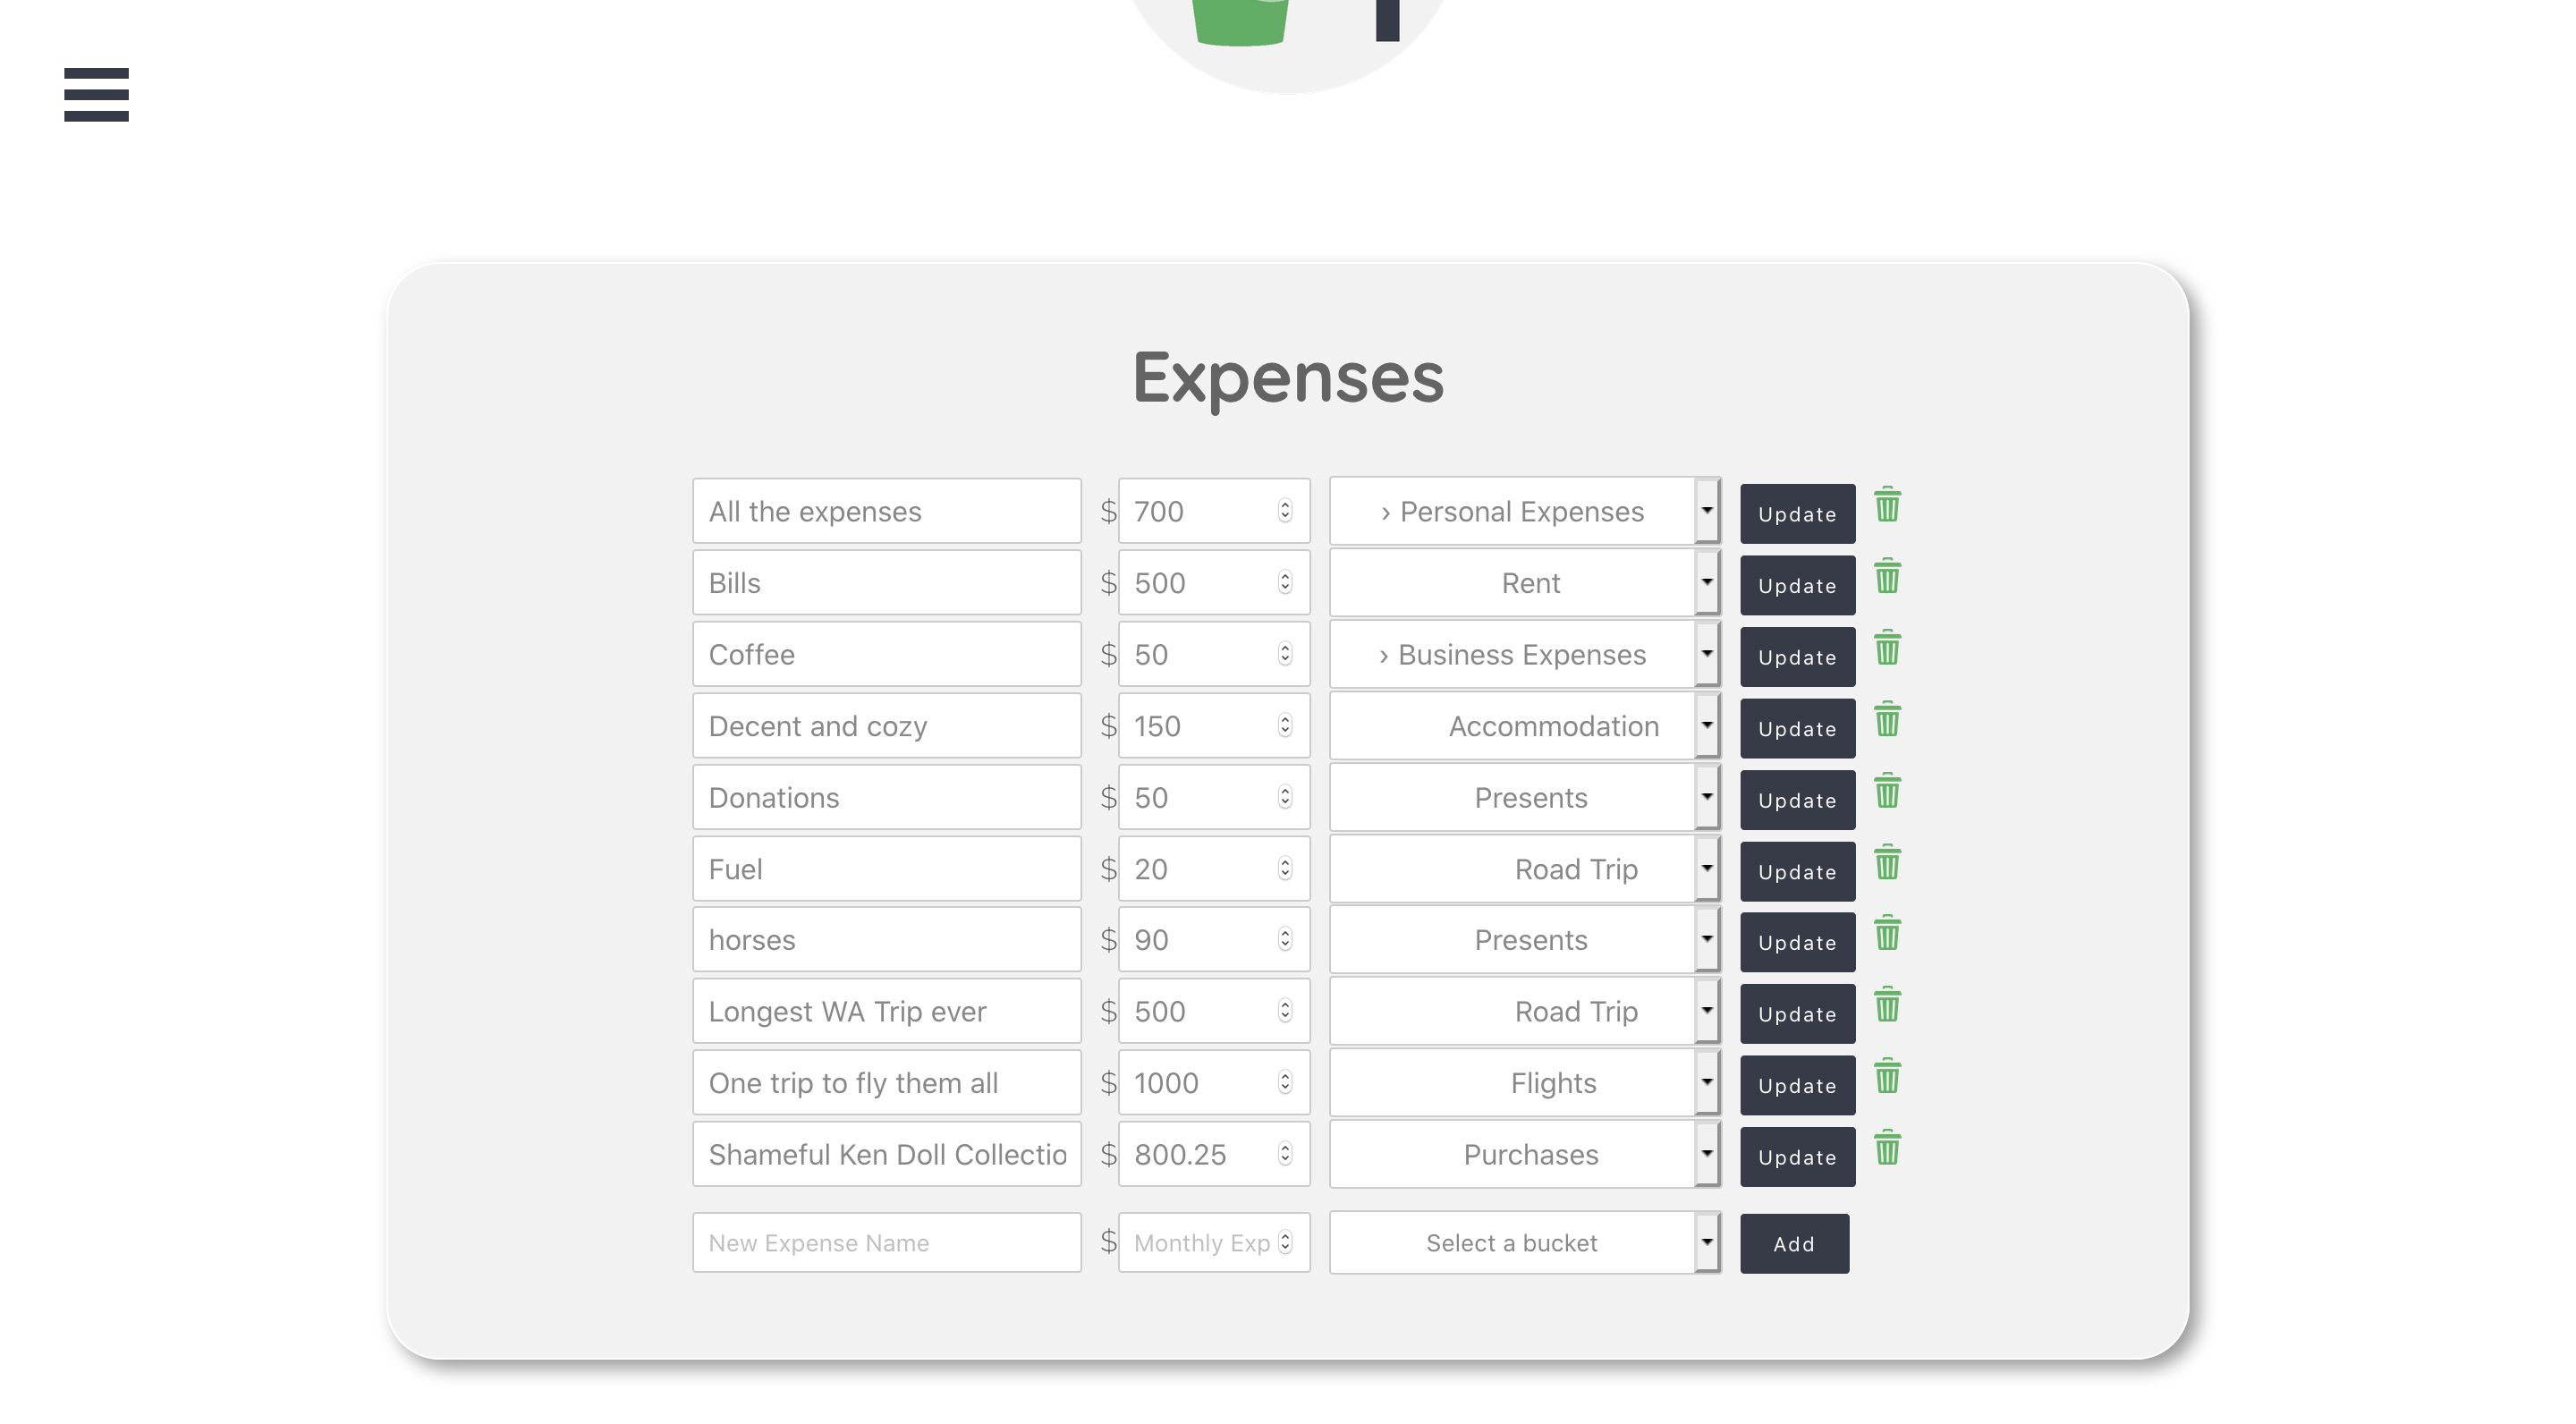 Expenses
All the expenses $ 700 › Personal Expenses Update
Bills $ 500 Rent Update
Coffee $ 50 › Business Expenses Update
Decent and cozy $ 150 Accommodation Update
Donations $ 50 Presents Update
Fuel $ 20 Road Trip Update
horses $ 90 Presents Update
Longest WA Trip ever $ 500 Road Trip Update
One trip to fly them all $ 1000 Flights Update
Shameful Ken Doll Collectio $ 800.25 Purchases Update
New Expense Name $ Monthly Exp Select a bucket Add